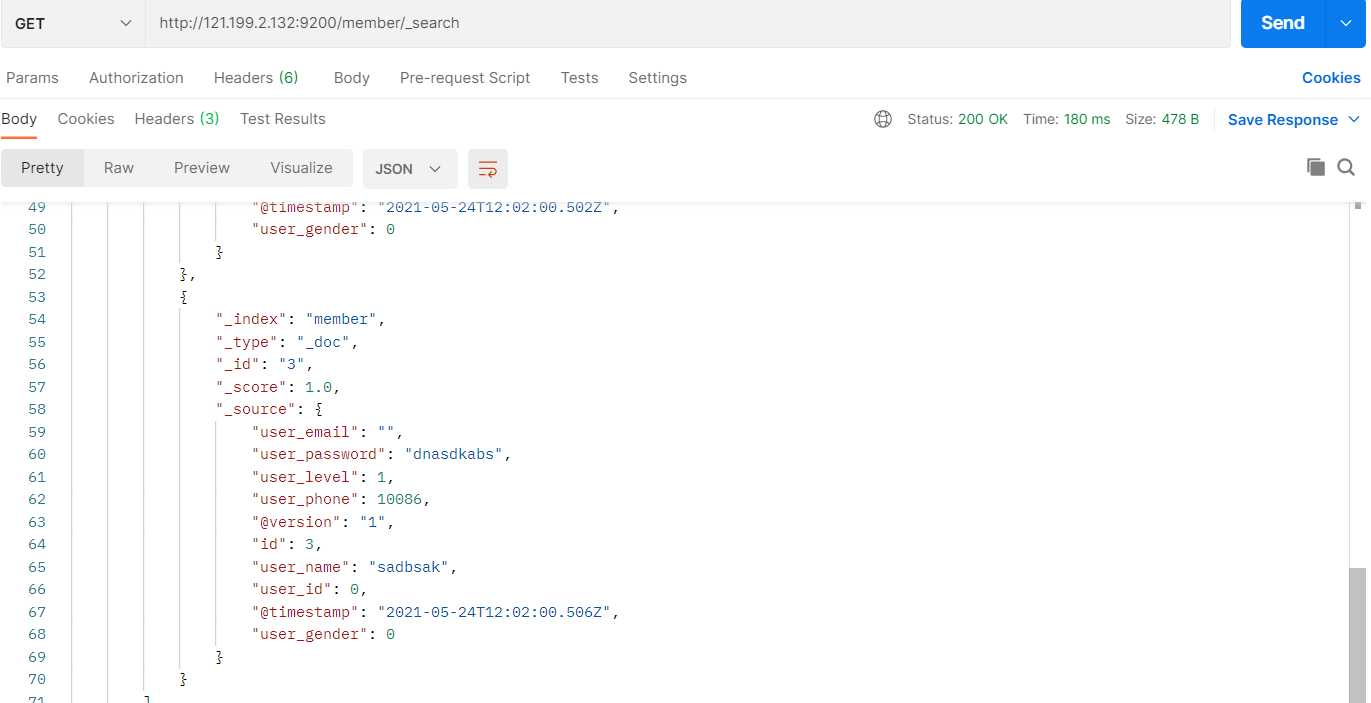 GET http://121.199.2.132:9200/member/_search Send
Params Authorization Headers (6) Body Pre-request Script Tests Settings Cookies
Body Cookies Headers (3) Test Results Status: 200 OK Time: 180 ms Size: 478 B Save Response
Pretty Raw Preview Visualize JSON
49 "@timestamp": "2021-05-24T12:02:00.502Z",
50 "user_gender": 0
51 }
52 },
53 {
54 "_index": "member",
55 "_type": "_doc",
56 "_id": "3",
57 "_score": 1.0,
58 "_source": {
59 "user_email": "",
60 "user_password": "dnasdkabs",
61 "user_level": 1,
62 "user_phone": 10086,
63 "@version": "1",
64 "id": 3,
65 "user_name": "sadbsak",
66 "user_id": 0,
67 "@timestamp": "2021-05-24T12:02:00.506Z",
68 "user_gender": 0
69 }
70 }
71 ]